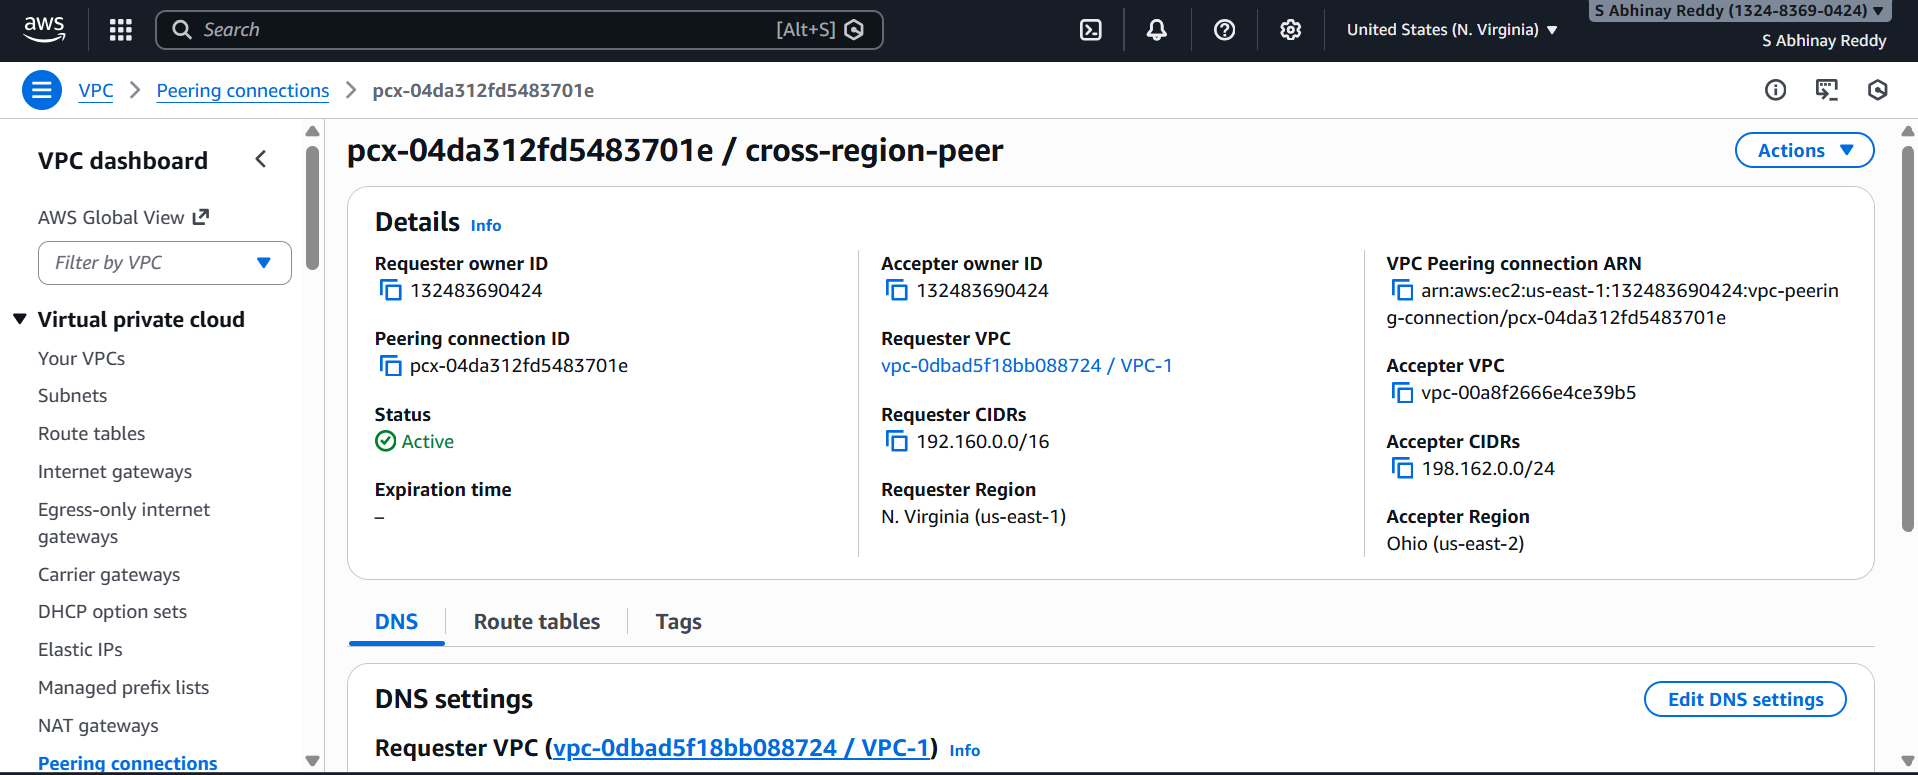 aws
Search
[Alt+S]
United States (N. Virginia)
S Abhinay Reddy (1324-8369-0424)
S Abhinay Reddy
VPC
Peering connections
pcx-04da312fd5483701e
VPC dashboard
AWS Global View
Filter by VPC
Virtual private cloud
Your VPCs
Subnets
Route tables
Internet gateways
Egress-only internet
gateways
Carrier gateways
DHCP option sets
Elastic IPs
Managed prefix lists
NAT gateways
Peering connections
pcx-04da312fd5483701e / cross-region-peer
Actions
Details Info
Requester owner ID
132483690424
Peering connection ID
pcx-04da312fd5483701e
Status
Active
Expiration time
–
Accepter owner ID
132483690424
Requester VPC
vpc-0dbad5f18bb088724 / VPC-1
Requester CIDRs
192.160.0.0/16
Requester Region
N. Virginia (us-east-1)
VPC Peering connection ARN
arn:aws:ec2:us-east-1:132483690424:vpc-peerin
g-connection/pcx-04da312fd5483701e
Accepter VPC
vpc-00a8f2666e4ce39b5
Accepter CIDRs
198.162.0.0/24
Accepter Region
Ohio (us-east-2)
DNS
Route tables
Tags
DNS settings
Edit DNS settings
Requester VPC (vpc-0dbad5f18bb088724 / VPC-1) Info